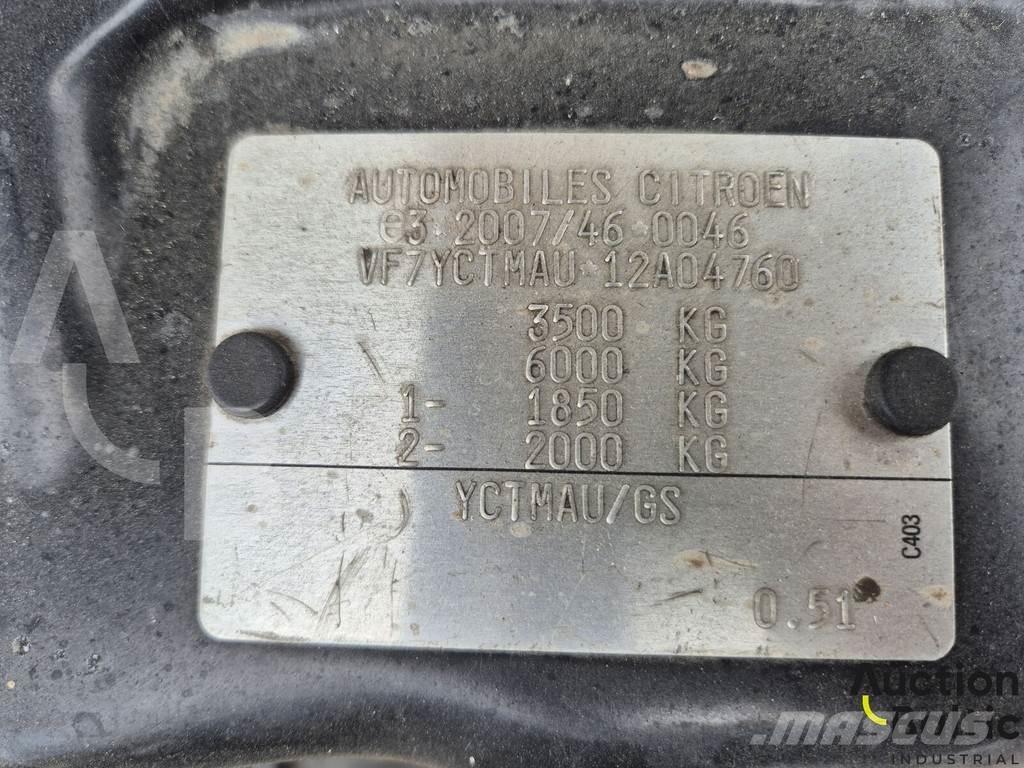 AUTOMOBILES CITROEN
e3 2007/46 0046
VF7YCTMAU 12A04760
3500 KG
6000 KG
1- 1850 KG
2- 2000 KG
YCTMAU/GS
C403
0.51
Auction
MASCUS
INDUSTRIAL